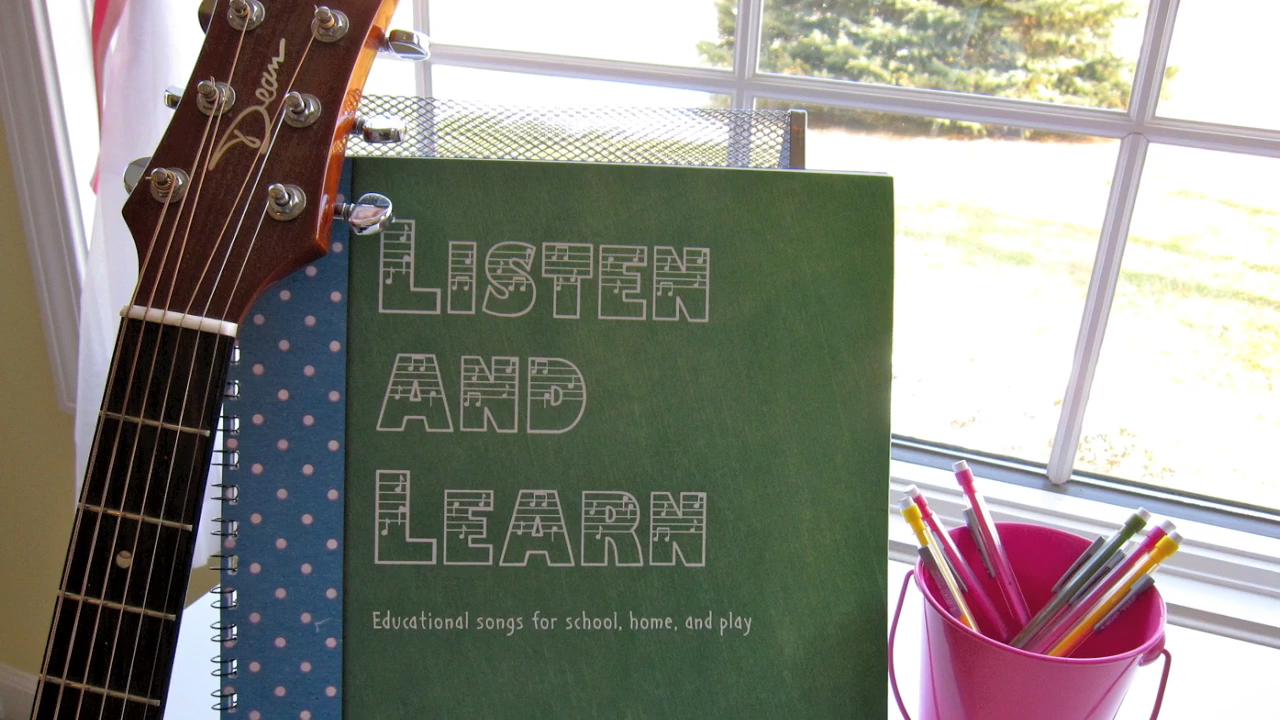 Dean
Listen
and
Learn
Educational songs for school, home, and play